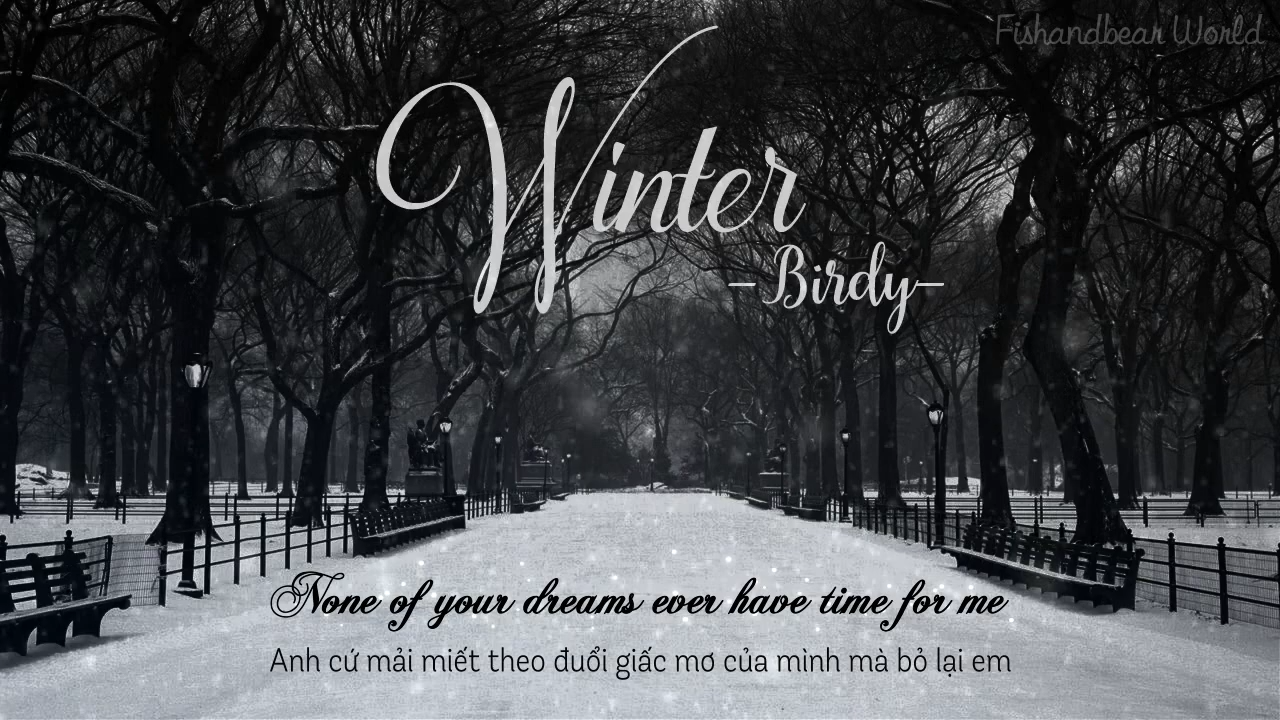 Fishandbear World
Winter
-Birdy-
None of your dreams ever have time for me
Anh cứ mải miết theo đuổi giấc mơ của mình mà bỏ lại em